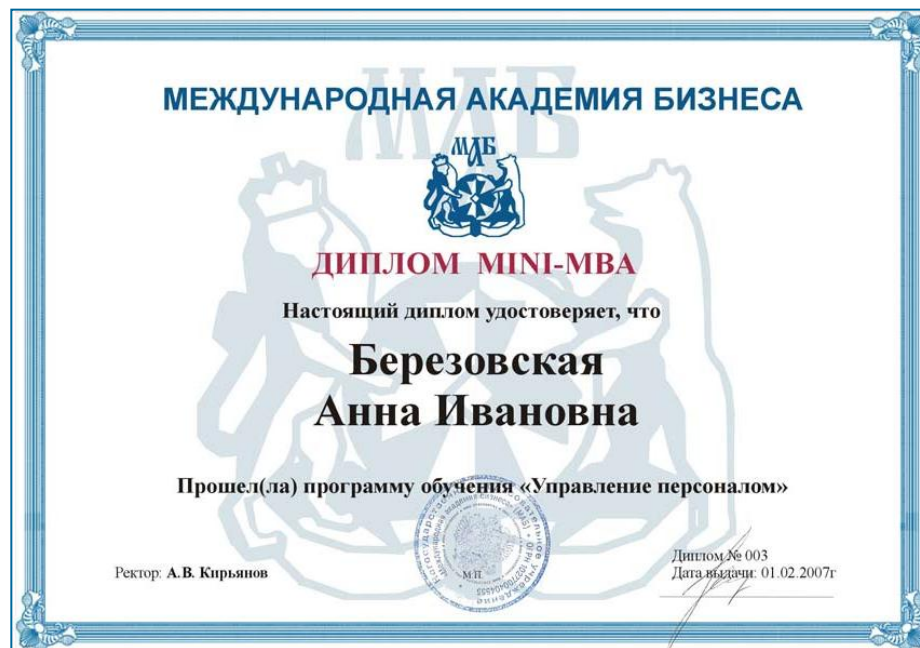 МЕЖДУНАРОДНАЯ АКАДЕМИЯ БИЗНЕСА
МАБ
ДИПЛОМ MINI-MBA
Настоящий диплом удостоверяет, что
Березовская
Анна Ивановна
Прошел(ла) программу обучения «Управление персоналом»
Ректор: А.В. Кирьянов
М.П.
Диплом № 003
Дата выдачи: 01.02.2007г